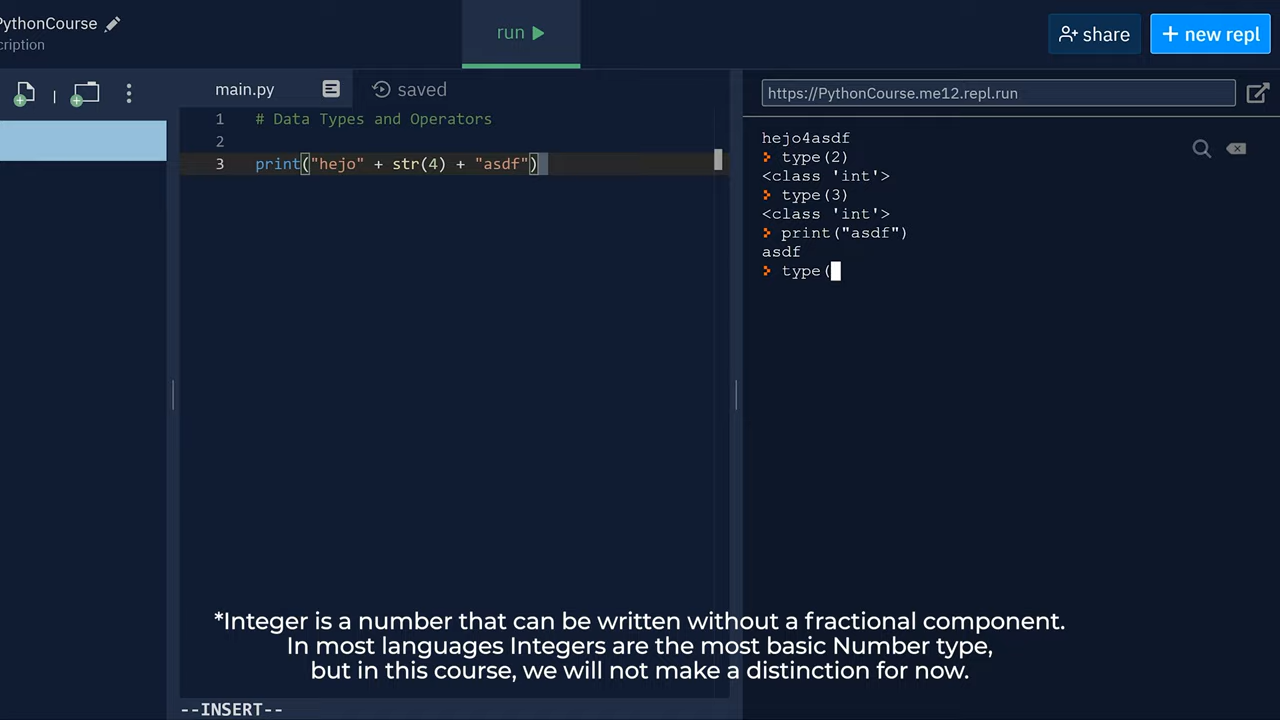 PythonCourse
cription
run
share
+ new repl
main.py
saved
https://PythonCourse.me12.repl.run
1 # Data Types and Operators
2
3 print("hejo" + str(4) + "asdf")
hejo4asdf
type(2)
<class 'int'>
type(3)
<class 'int'>
print("asdf")
asdf
type(
*Integer is a number that can be written without a fractional component.
In most languages Integers are the most basic Number type,
but in this course, we will not make a distinction for now.
--INSERT--